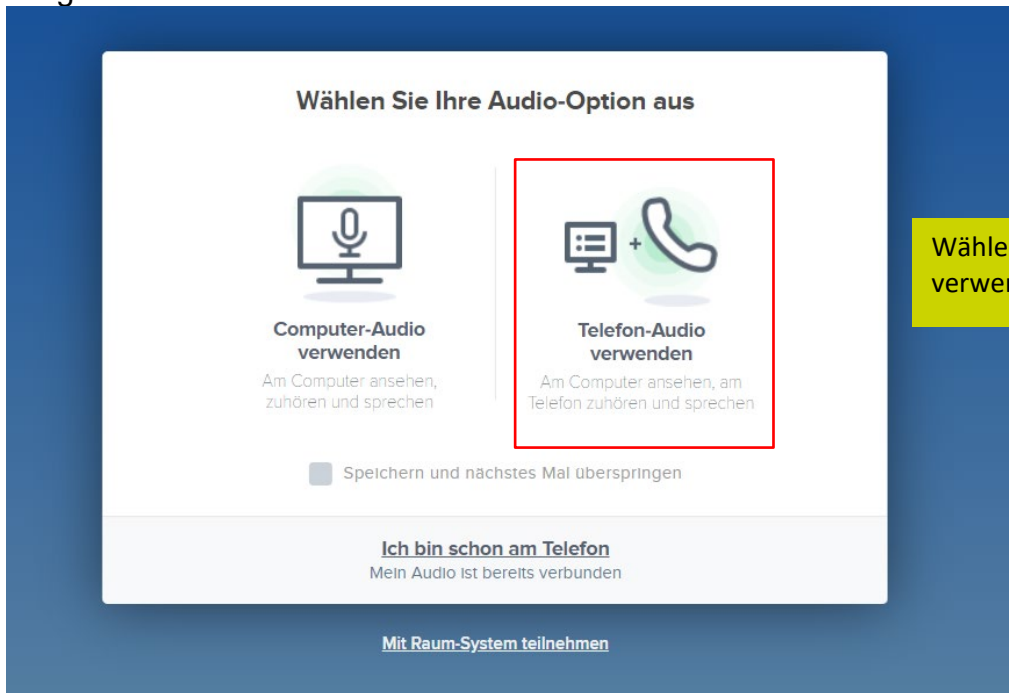 Wählen Sie Ihre Audio-Option aus
Computer-Audio
verwenden
Am Computer ansehen,
zuhören und sprechen
+
Telefon-Audio
verwenden
Am Computer ansehen, am
Telefon zuhören und sprechen
Speichern und nächstes Mal überspringen
Ich bin schon am Telefon
Mein Audio ist bereits verbunden
Mit Raum-System teilnehmen